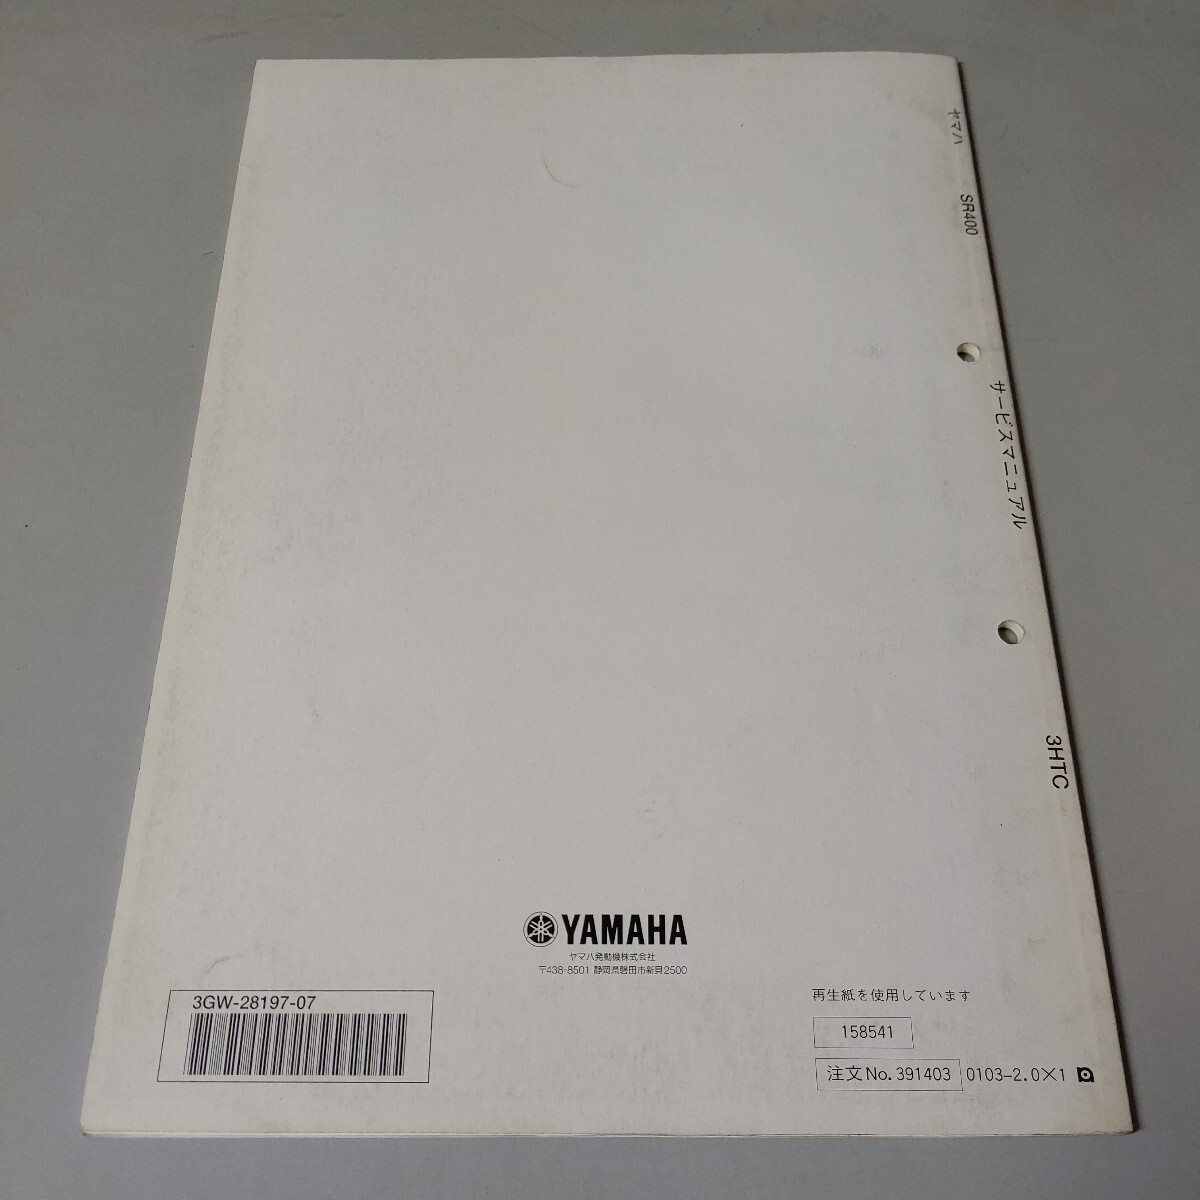 ヤマハ SR400 サービスマニュアル 3HTC
YAMAHA
ヤマハ発動機株式会社
〒438-8501 静岡県磐田市新貝2500
3GW-28197-07
再生紙を使用しています
158541
注文No.391403 0103-2.0×1